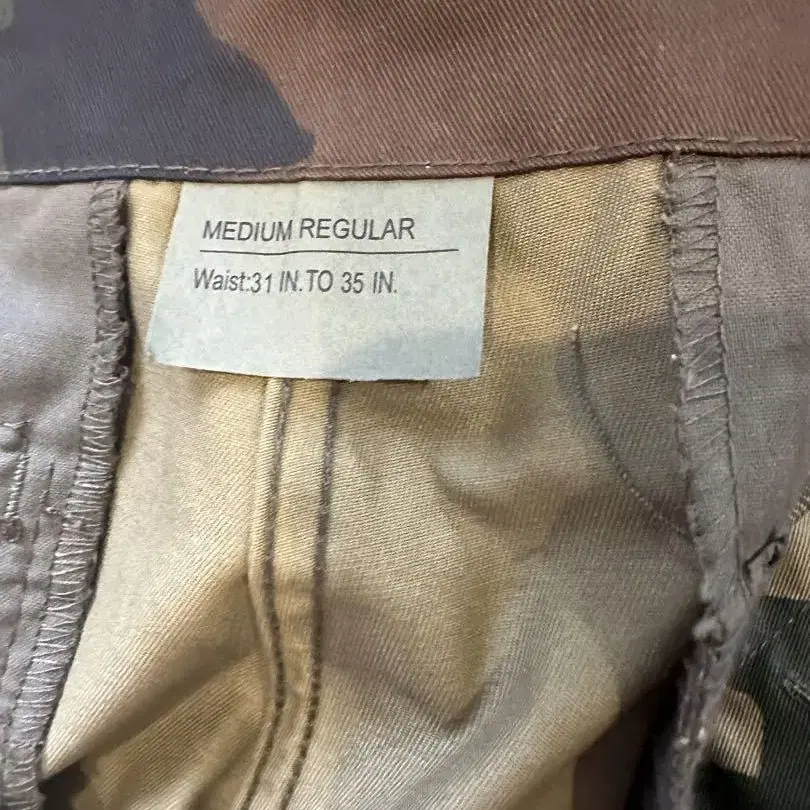 MEDIUM REGULAR
Waist:31 IN.TO 35 IN.